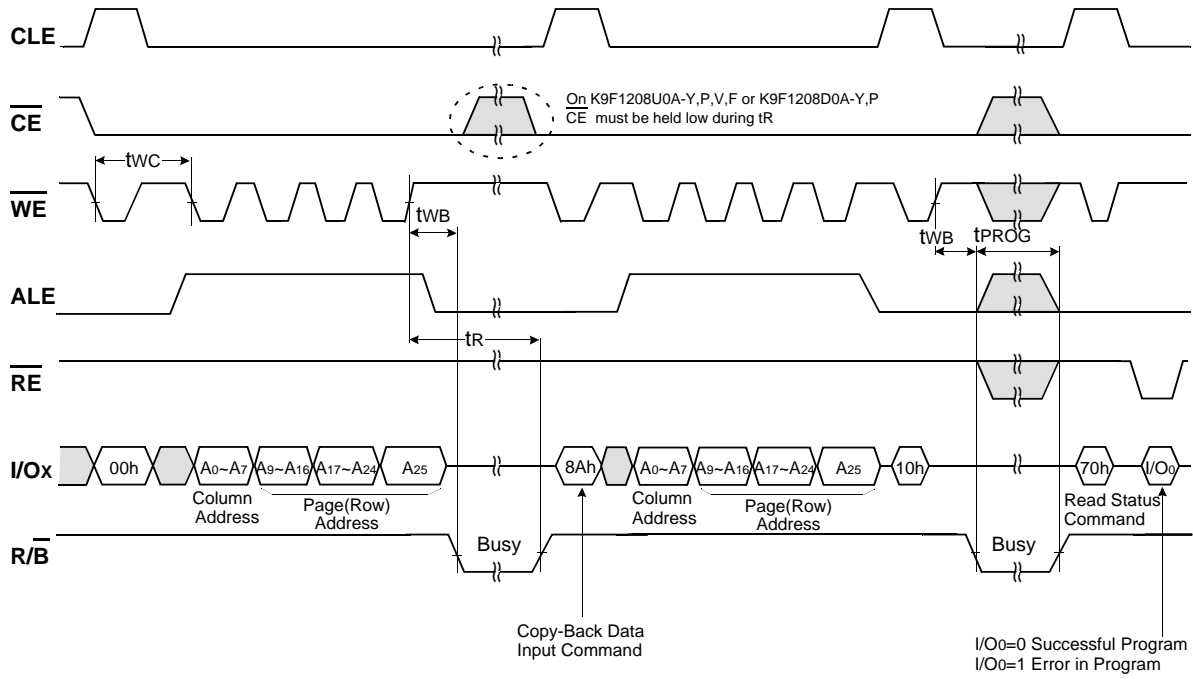 CLE
CE
On K9F1208U0A-Y,P,V,F or K9F1208D0A-Y,P
CE must be held low during tR
tWC
WE
tWB
tWB
tPROG
ALE
tR
RE
I/Ox
00h
A0~A7
A9~A16
A17~A24
A25
8Ah
A0~A7
A9~A16
A17~A24
A25
10h
70h
I/O0
Column
Address
Page(Row)
Address
Column
Address
Page(Row)
Address
Read Status
Command
R/B
Busy
Busy
Copy-Back Data
Input Command
I/O0=0 Successful Program
I/O0=1 Error in Program